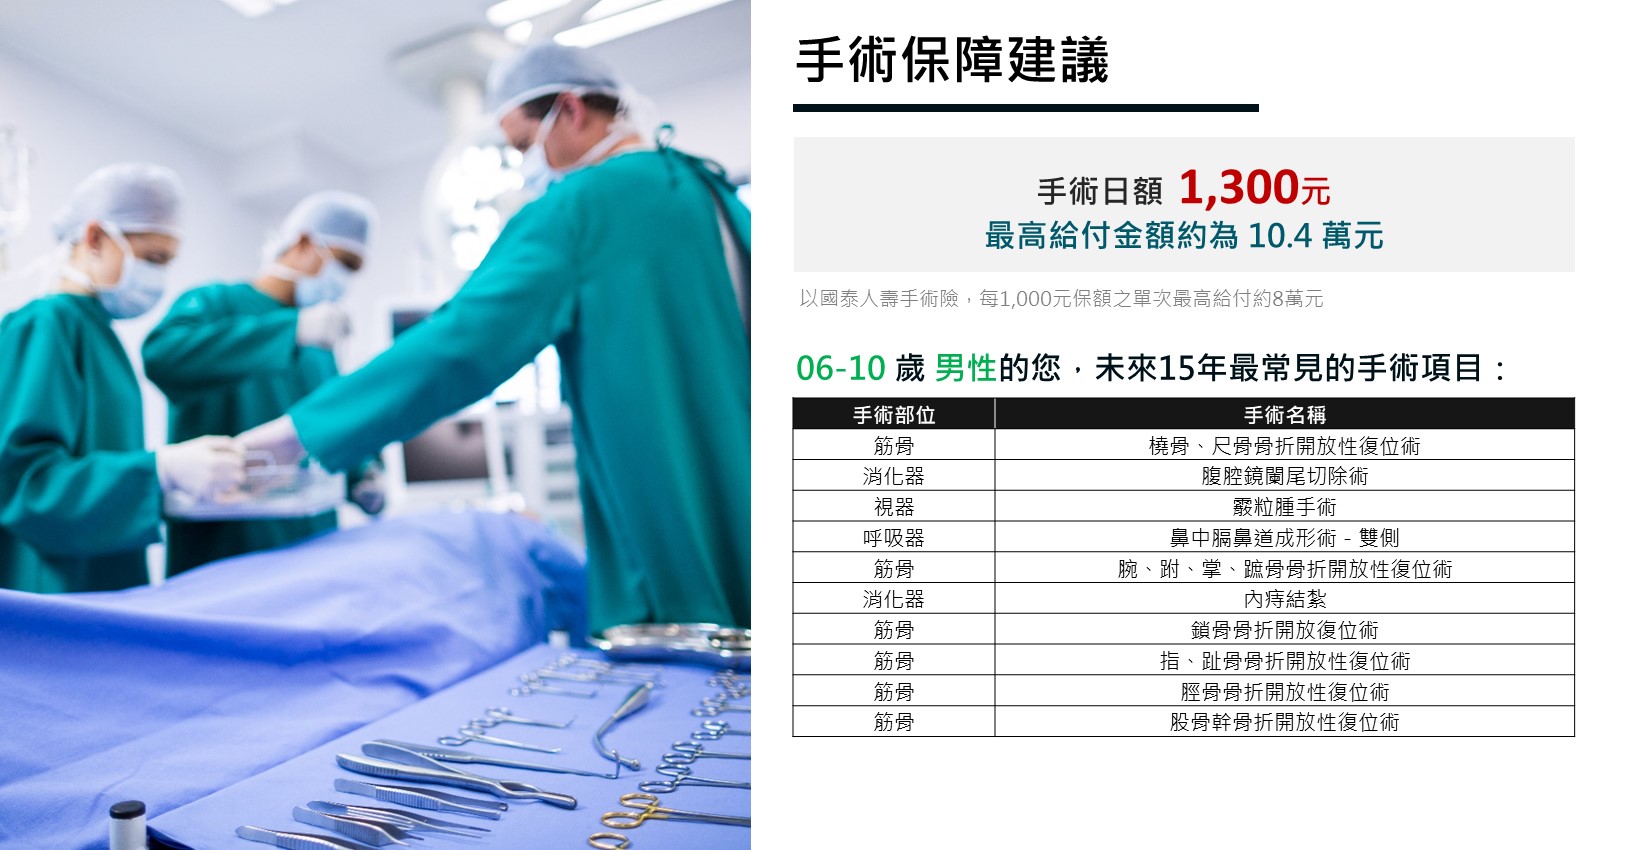 手術保障建議
手術日額 1,300元
最高給付金額約為 10.4 萬元
以國泰人壽手術險，每1,000元保額之單次最高給付約8萬元
06-10 歲 男性的您，未來15年最常見的手術項目：
手術部位 手術名稱
筋骨 橈骨、尺骨骨折開放性復位術
消化器 腹腔鏡闌尾切除術
視器 霰粒腫手術
呼吸器 鼻中膈鼻道成形術－雙側
筋骨 腕、跗、掌、蹠骨骨折開放性復位術
消化器 內痔結紮
筋骨 鎖骨骨折開放復位術
筋骨 指、趾骨骨折開放性復位術
筋骨 脛骨骨折開放性復位術
筋骨 股骨幹骨折開放性復位術